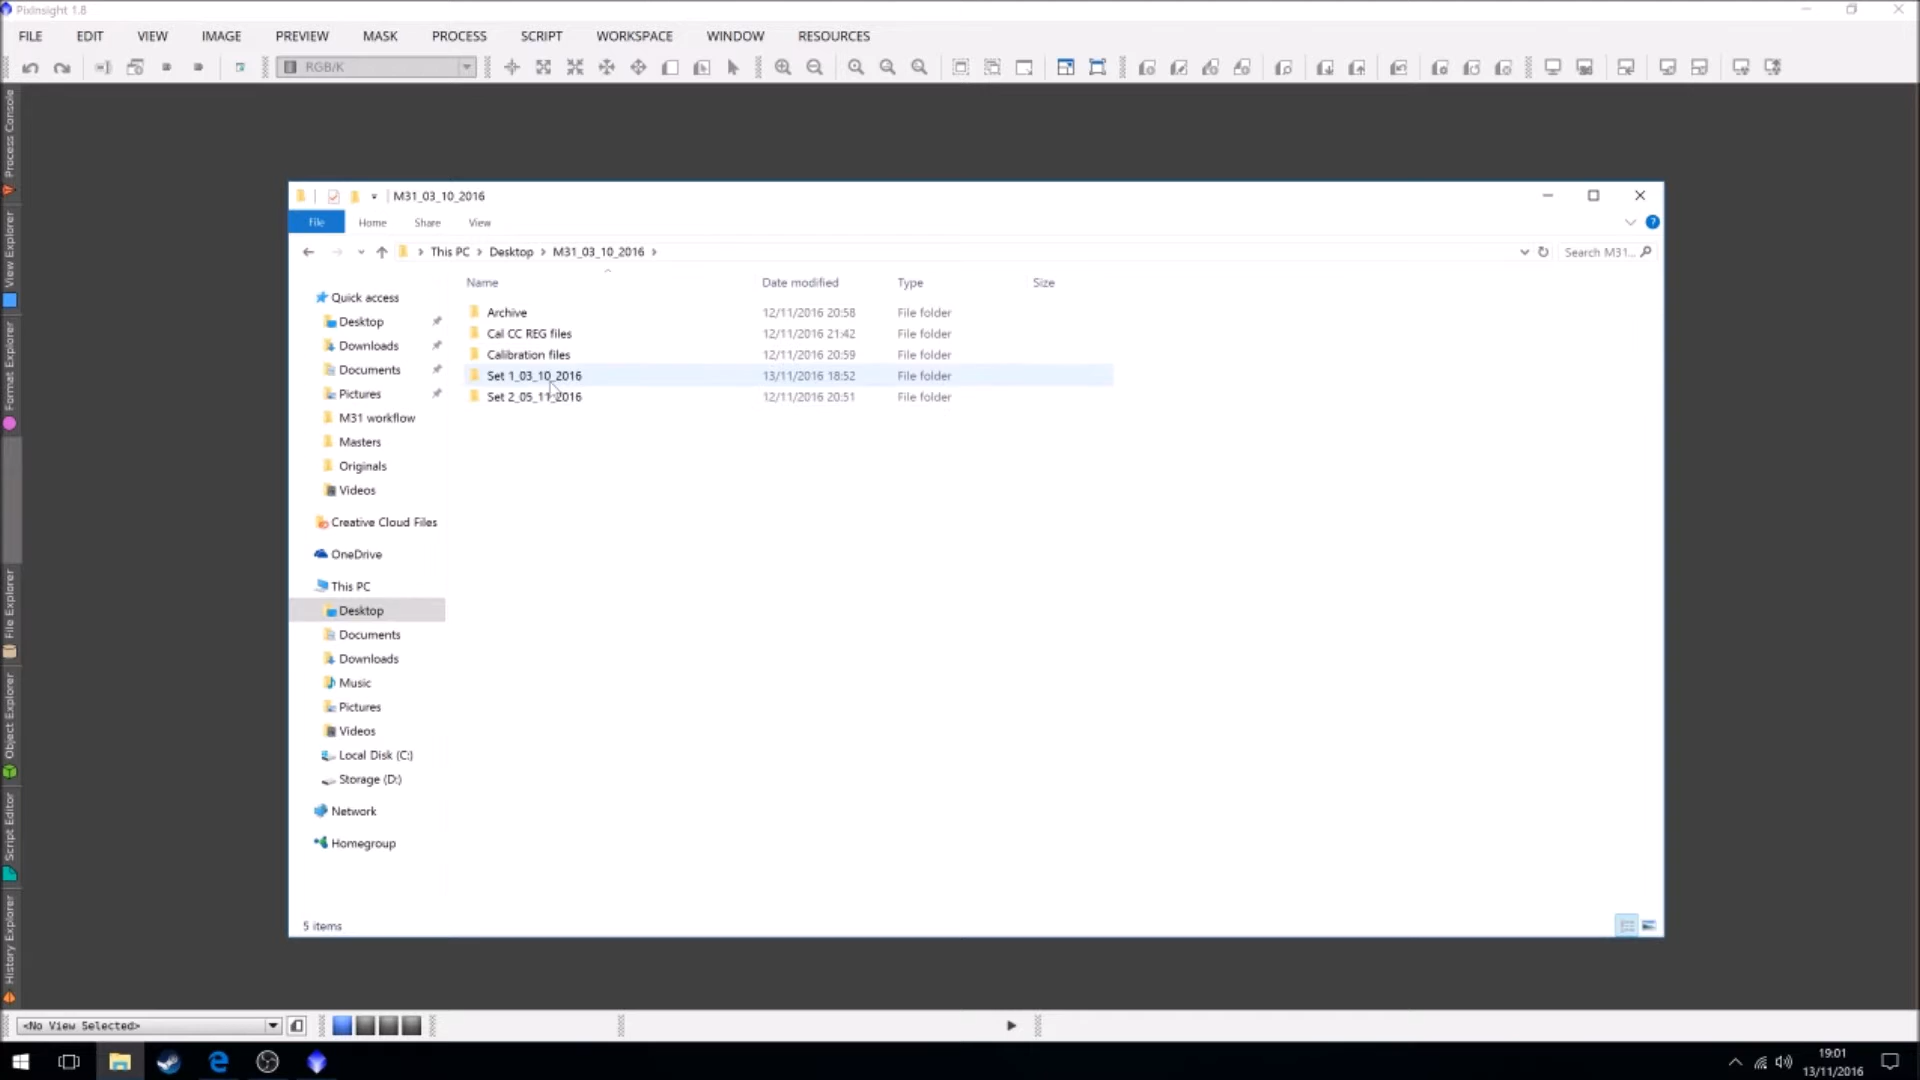 PixInsight 1.8
FILE EDIT VIEW IMAGE PREVIEW MASK PROCESS SCRIPT WORKSPACE WINDOW RESOURCES
RGB/K
Process Console
View Explorer
Format Explorer
File Explorer
Object Explorer
Script Editor
History Explorer
M31_03_10_2016
File Home Share View
This PC Desktop M31_03_10_2016
Search M31...
Name Date modified Type Size
Archive 12/11/2016 20:58 File folder
Cal CC REG files 12/11/2016 21:42 File folder
Calibration files 12/11/2016 20:59 File folder
Set 1_03_10_2016 13/11/2016 18:52 File folder
Set 2_05_11_2016 12/11/2016 20:51 File folder
Quick access
Desktop
Downloads
Documents
Pictures
M31 workflow
Masters
Originals
Videos
Creative Cloud Files
OneDrive
This PC
Desktop
Documents
Downloads
Music
Pictures
Videos
Local Disk (C:)
Storage (D:)
Network
Homegroup
5 items
<No View Selected>
19:01
13/11/2016